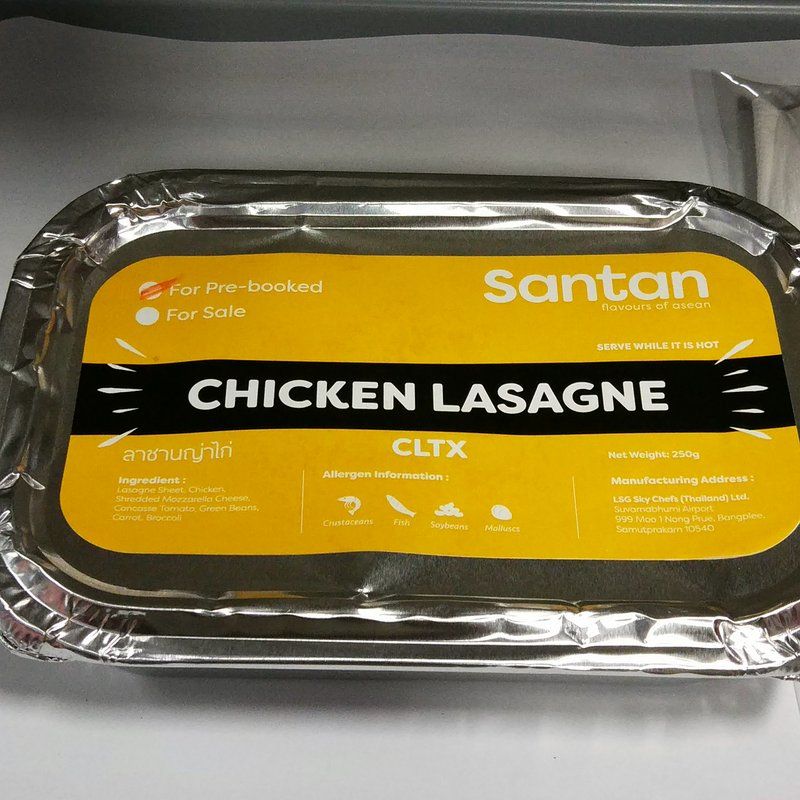 For Pre-booked
For Sale
Santan
flavours of asean
SERVE WHILE IT IS HOT
CHICKEN LASAGNE
CLTX
ลาซานญ่าไก่
Net Weight: 250g
Ingredient :
Lasagne Sheet, Chicken,
Shredded Mozzarella Cheese,
Concasse Tomato, Green Beans,
Carrot, Broccoli
Allergen Information :
Crustaceans
Fish
Soybeans
Molluscs
Manufacturing Address :
LSG Sky Chefs (Thailand) Ltd.
Suvarnabhumi Airport
999 Moo 1 Nong Prue, Bangplee,
Samutprakarn 10540